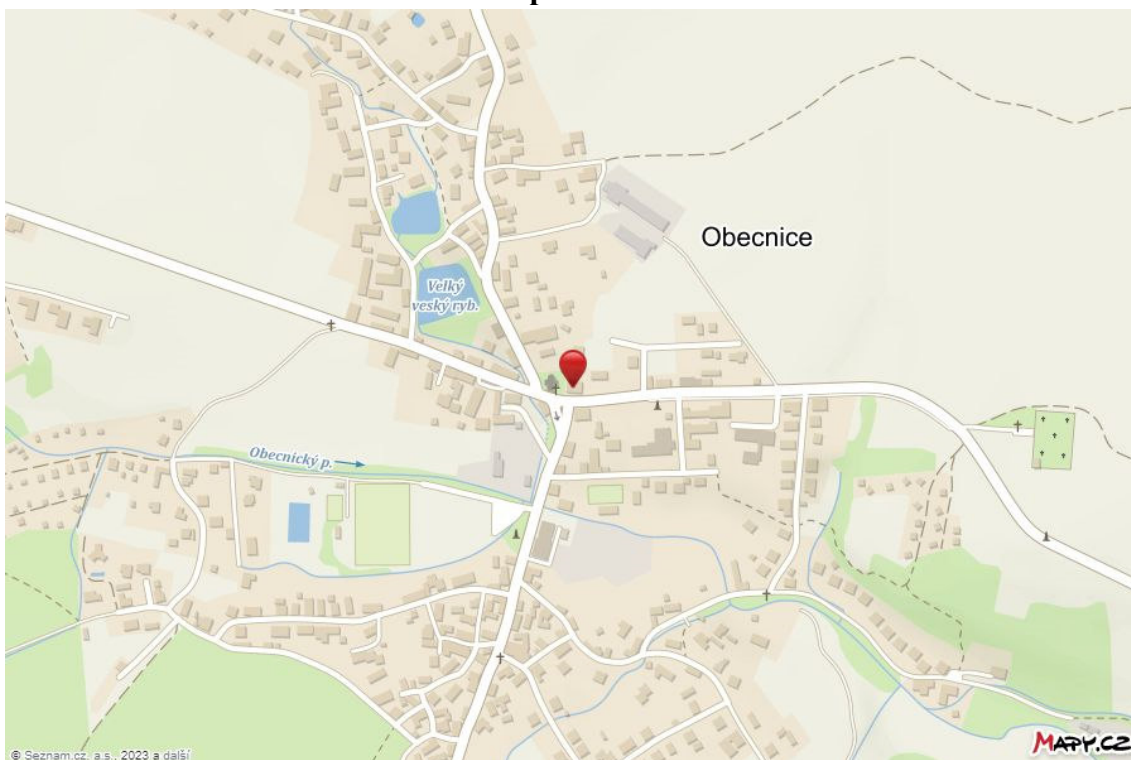 Obecnice
Velký
veský ryb.
Obecnický p.
© Seznam.cz, a.s., 2023 a další
MAPY.CZ